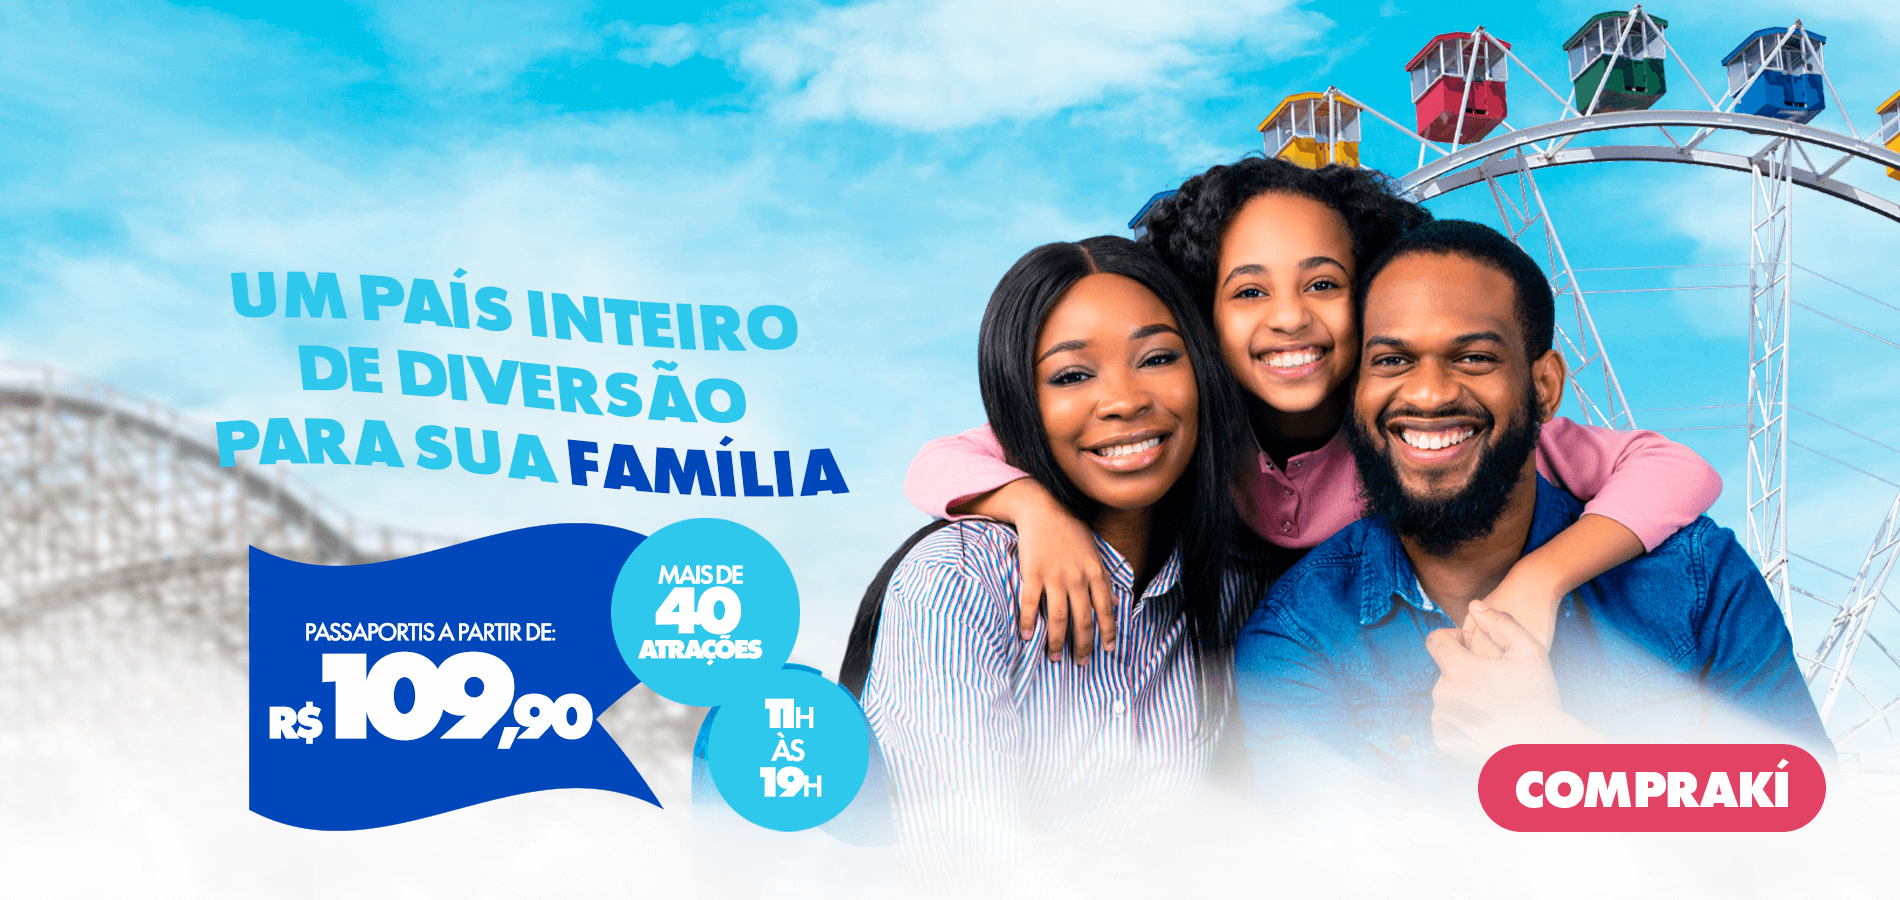 UM PAÍS INTEIRO
DE DIVERSÃO
PARA SUA FAMÍLIA
PASSAPORTIS A PARTIR DE:
R$ 109,90
MAIS DE
40
ATRAÇÕES
11H
ÀS
19H
COMPRAKÍ